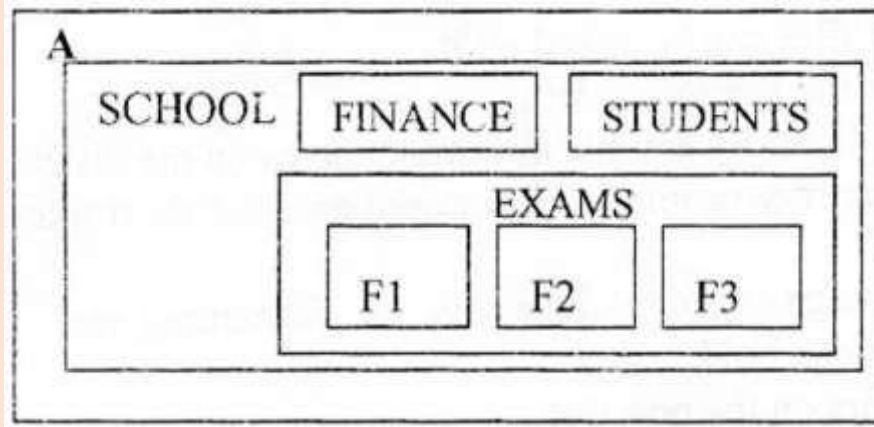 A
SCHOOL FINANCE STUDENTS
EXAMS
F1 F2 F3